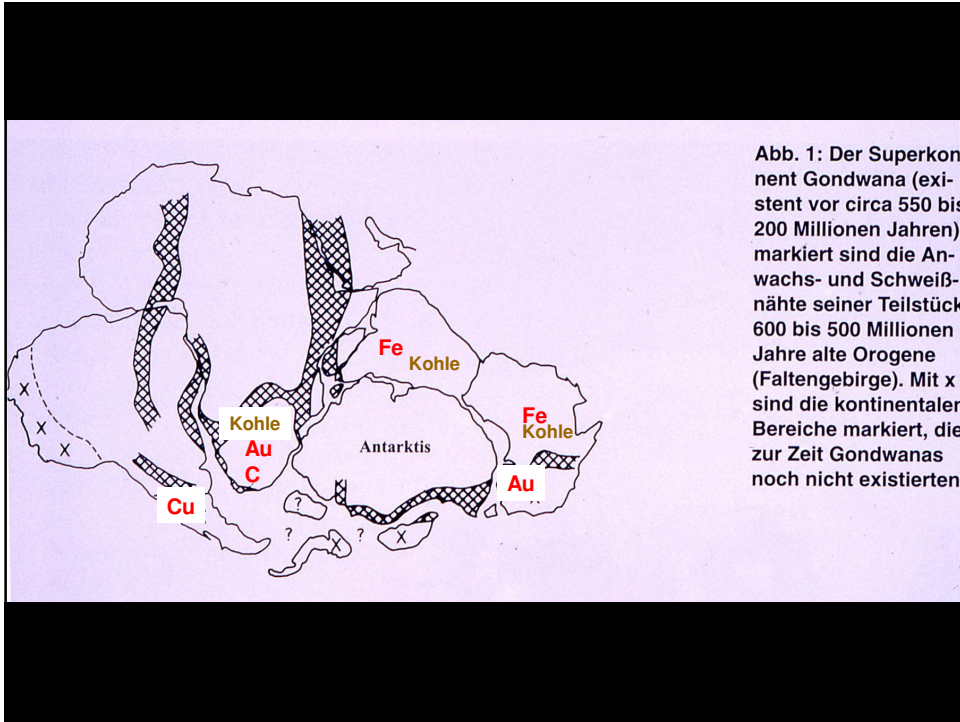 Abb. 1: Der Superkon
nent Gondwana (exi-
stent vor circa 550 bis
200 Millionen Jahren)
markiert sind die An-
wachs- und Schweiß-
nähte seiner Teilstück
600 bis 500 Millionen
Jahre alte Orogene
(Faltengebirge). Mit x
sind die kontinentalen
Bereiche markiert, die
zur Zeit Gondwanas
noch nicht existierten
Fe
Kohle
Fe
Kohle
Kohle
Au
C
Antarktis
Au
Cu
X
X
X
?
?
X
?
X